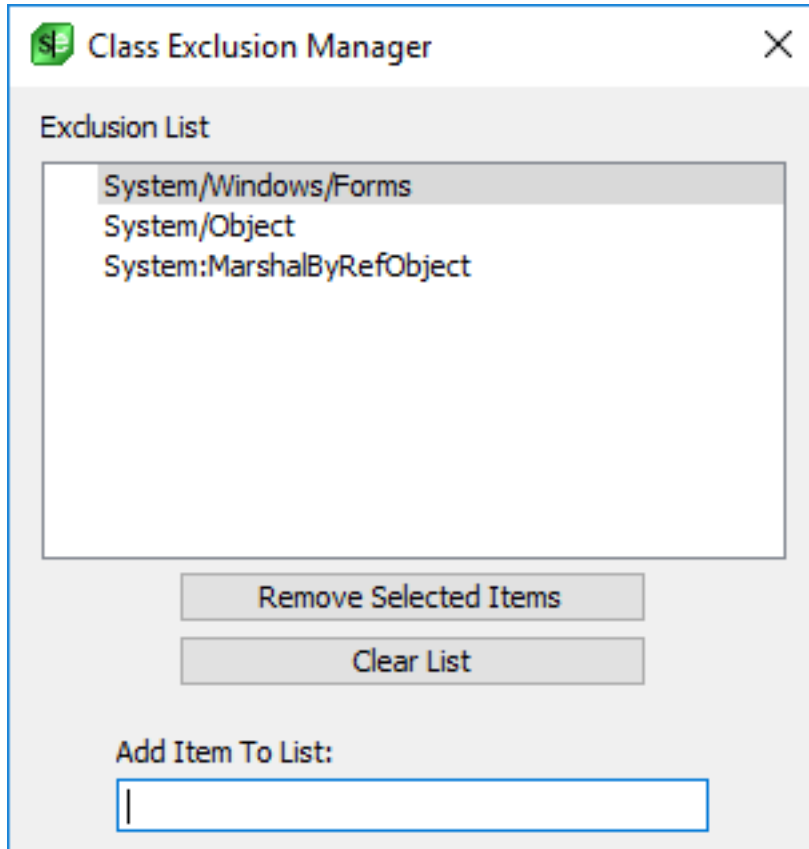 Class Exclusion Manager
Exclusion List
System/Windows/Forms
System/Object
System:MarshalByRefObject
Remove Selected Items
Clear List
Add Item To List: